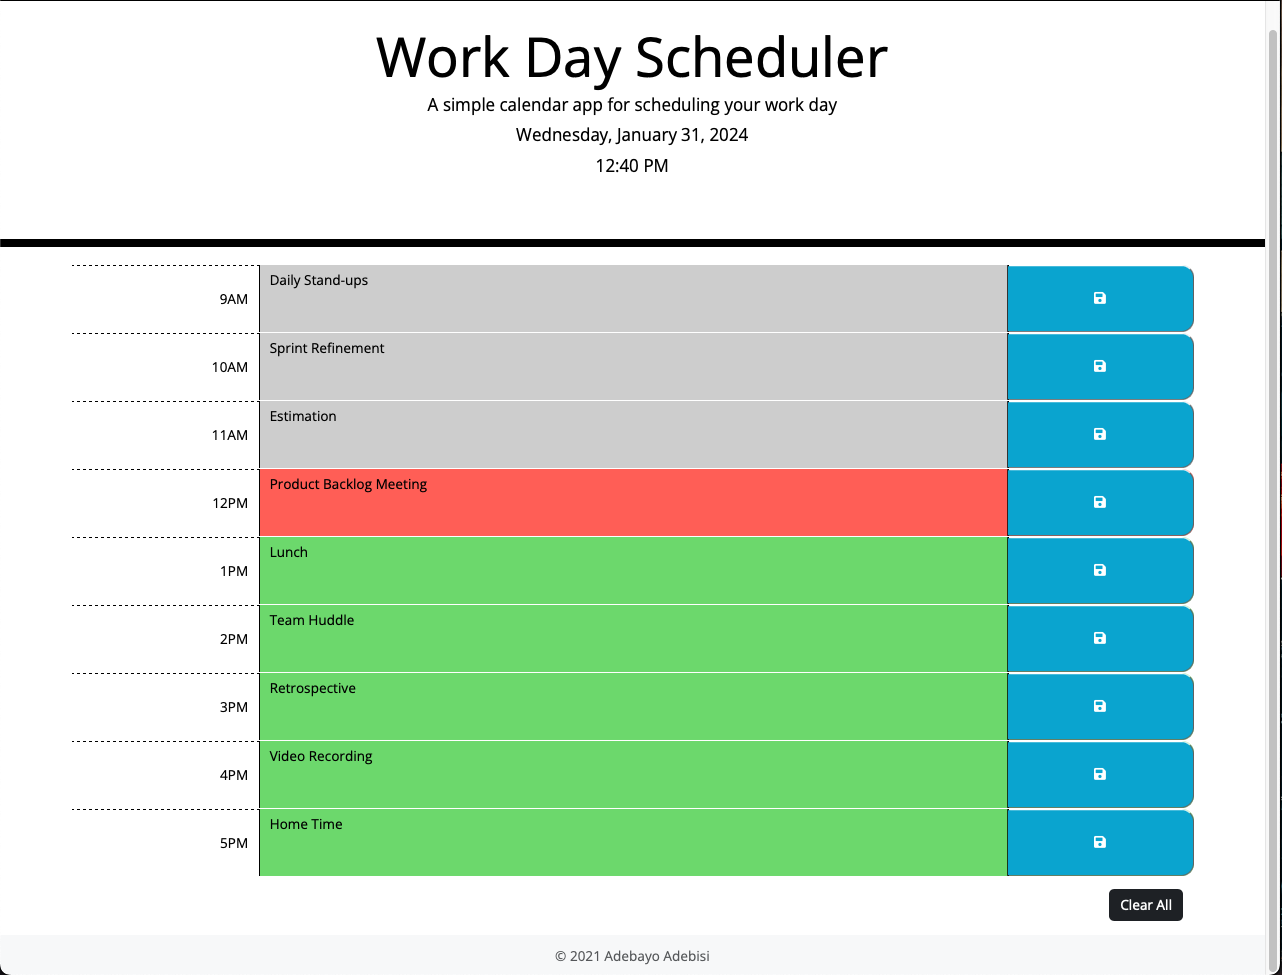 Work Day Scheduler
A simple calendar app for scheduling your work day
Wednesday, January 31, 2024
12:40 PM
9AM Daily Stand-ups
10AM Sprint Refinement
11AM Estimation
12PM Product Backlog Meeting
1PM Lunch
2PM Team Huddle
3PM Retrospective
4PM Video Recording
5PM Home Time
Clear All
© 2021 Adebayo Adebisi